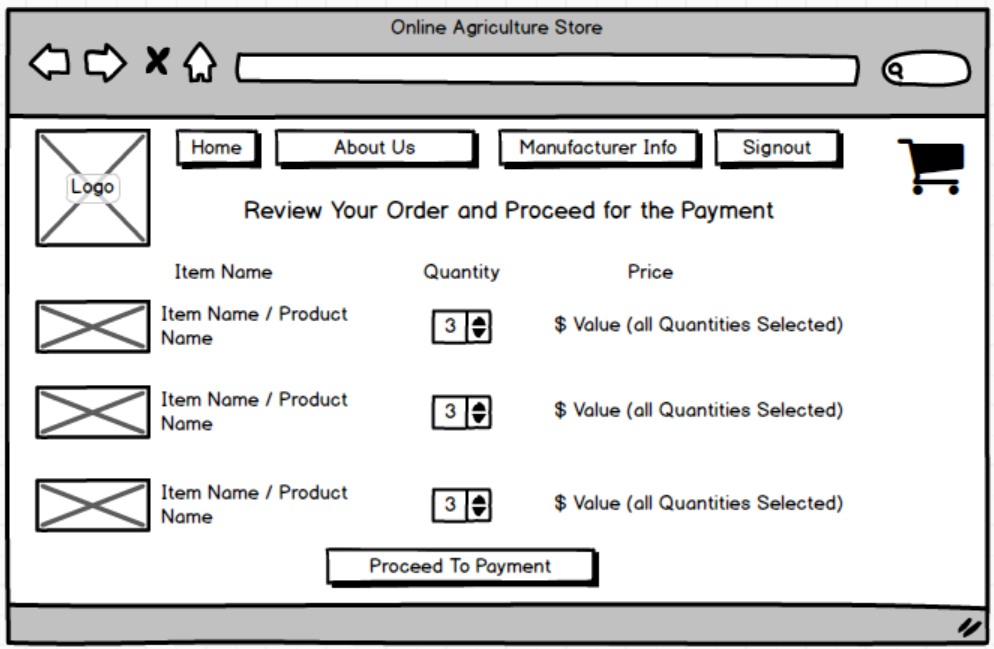 Online Agriculture Store
Logo
Home
About Us
Manufacturer Info
Signout
Review Your Order and Proceed for the Payment
Item Name
Quantity
Price
Item Name / Product
Name
3
$ Value (all Quantities Selected)
Item Name / Product
Name
3
$ Value (all Quantities Selected)
Item Name / Product
Name
3
$ Value (all Quantities Selected)
Proceed To Payment